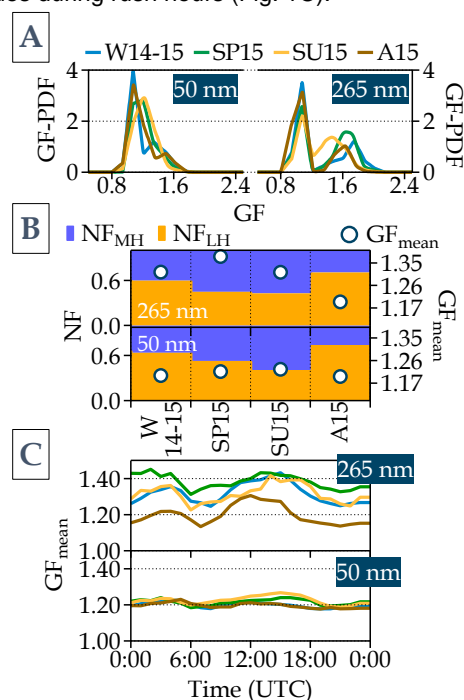 during rush hours (Fig. 1C).
A
W14-15 SP15 SU15 A15
4 50 nm 265 nm 4
GF-PDF 2 2 GF-PDF
0 0
0.8 1.6 2.4 0.8 1.6 2.4
GF
B
NF_MH NF_LH GF_mean
0.6 1.35
1.26
265 nm 1.17
0.0
NF GF_mean
50 nm 1.35
0.6 1.26
1.17
0.0
W 14-15 SP15 SU15 A15
C
1.40 265 nm
1.20
1.00
GF_mean
1.40 50 nm
1.20
1.00
0:00 6:00 12:00 18:00 0:00
Time (UTC)